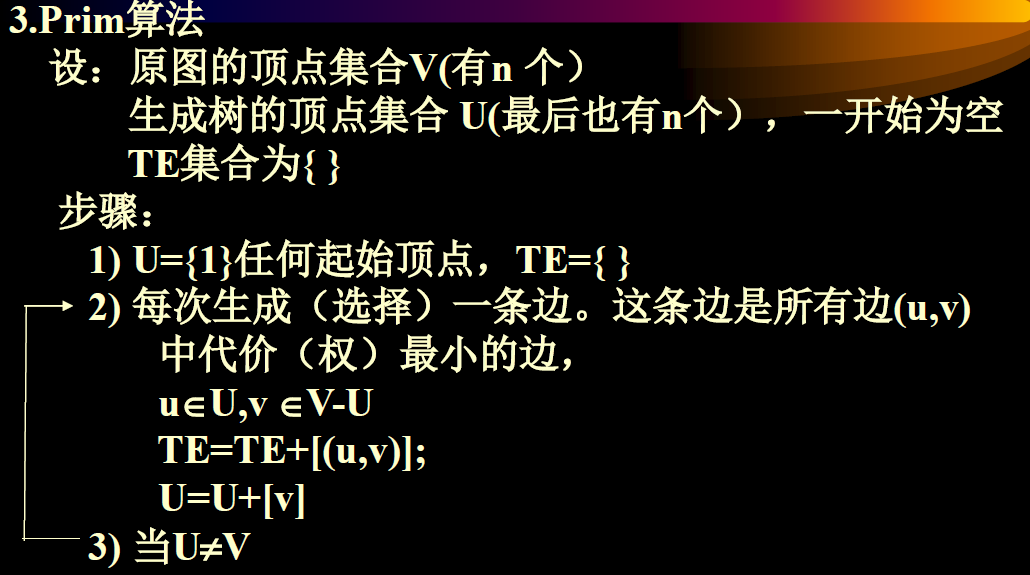 3.Prim算法
设：原图的顶点集合V(有n 个）
生成树的顶点集合 U(最后也有n个），一开始为空
TE集合为{ }
步骤：
1) U={1}任何起始顶点，TE={ }
2) 每次生成（选择）一条边。这条边是所有边(u,v)
中代价（权）最小的边，
u∈U,v ∈V-U
TE=TE+[(u,v)];
U=U+[v]
3) 当U≠V